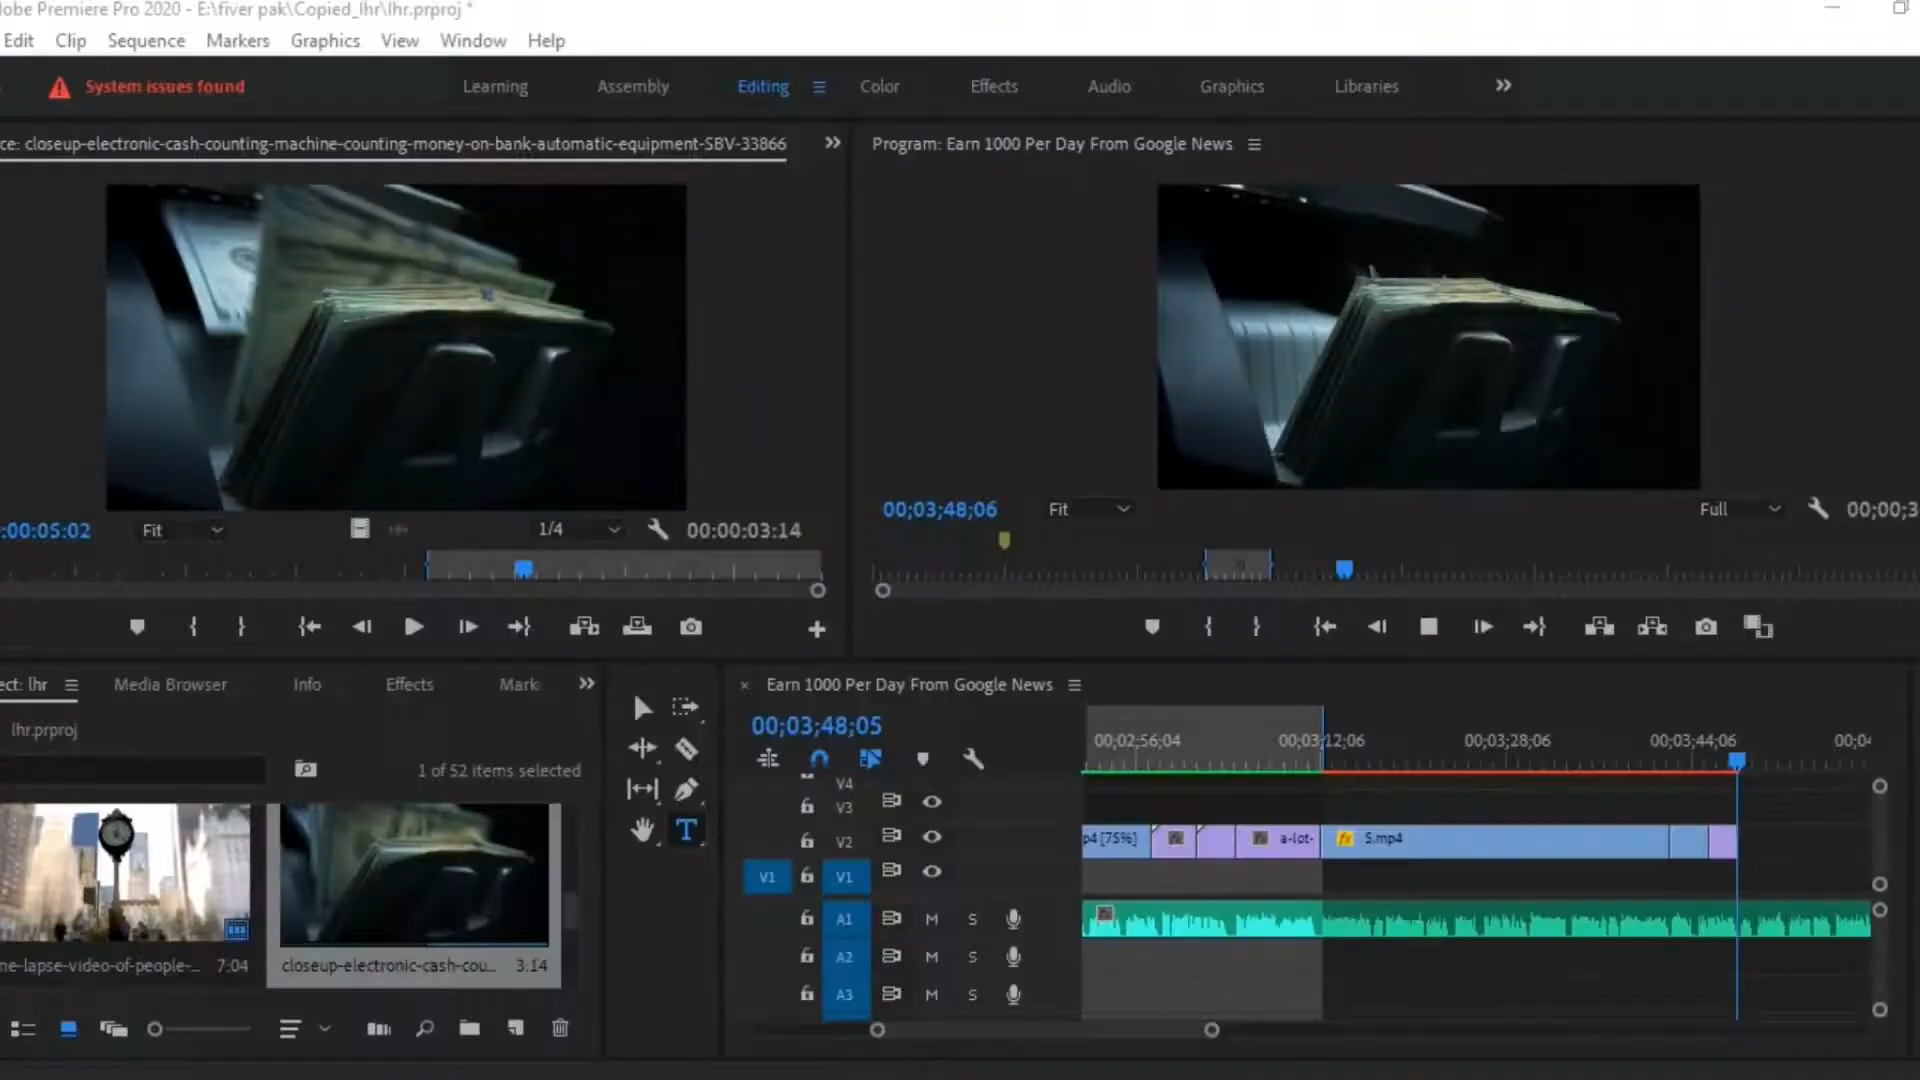 obe Premiere Pro 2020 - E:\fiver pak\Copied_lhr\lhr.prproj *
Edit Clip Sequence Markers Graphics View Window Help
System issues found Learning Assembly Editing Color Effects Audio Graphics Libraries
ce: closeup-electronic-cash-counting-machine-counting-money-on-bank-automatic-equipment-SBV-33866
Program: Earn 1000 Per Day From Google News
:00:05:02 Fit 1/4 00:00:03:14
00;03;48;06 Fit Full 00;00;3
ect: lhr Media Browser Info Effects Mark
lhr.prproj
1 of 52 items selected
ne-lapse-video-of-people-... 7:04
closeup-electronic-cash-cou... 3:14
× Earn 1000 Per Day From Google News
00;03;48;05
00;02;56;04 00;03;12;06 00;03;28;06 00;03;44;06 00;04
V4
V3
V2
p4 [75%] a-lot- fx S.mp4
V1 V1
A1 M S
A2 M S
A3 M S
T